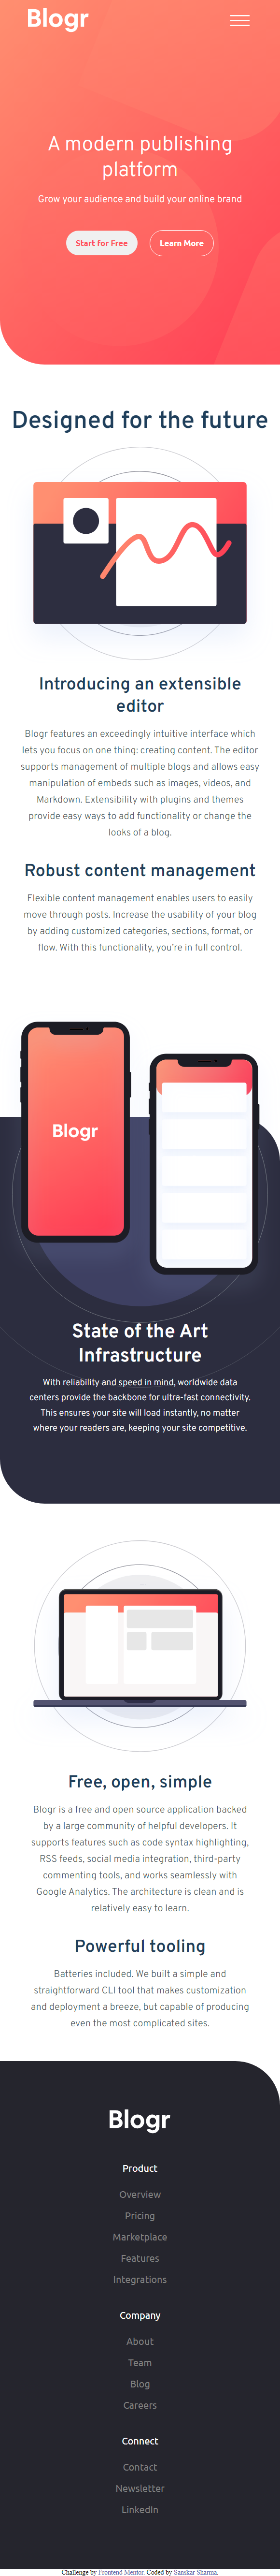 Blogr
A modern publishing
platform
Grow your audience and build your online brand
Start for Free
Learn More
Designed for the future
Introducing an extensible
editor
Blogr features an exceedingly intuitive interface which
lets you focus on one thing: creating content. The editor
supports management of multiple blogs and allows easy
manipulation of embeds such as images, videos, and
Markdown. Extensibility with plugins and themes
provide easy ways to add functionality or change the
looks of a blog.
Robust content management
Flexible content management enables users to easily
move through posts. Increase the usability of your blog
by adding customized categories, sections, format, or
flow. With this functionality, you're in full control.
Blogr
State of the Art
Infrastructure
With reliability and speed in mind, worldwide data
centers provide the backbone for ultra-fast connectivity.
This ensures your site will load instantly, no matter
where your readers are, keeping your site competitive.
Free, open, simple
Blogr is a free and open source application backed
by a large community of helpful developers. It
supports features such as code syntax highlighting,
RSS feeds, social media integration, third-party
commenting tools, and works seamlessly with
Google Analytics. The architecture is clean and is
relatively easy to learn.
Powerful tooling
Batteries included. We built a simple and
straightforward CLI tool that makes customization
and deployment a breeze, but capable of producing
even the most complicated sites.
Blogr
Product
Overview
Pricing
Marketplace
Features
Integrations
Company
About
Team
Blog
Careers
Connect
Contact
Newsletter
LinkedIn
Challenge by Frontend Mentor. Coded by Sanskar Sharma.